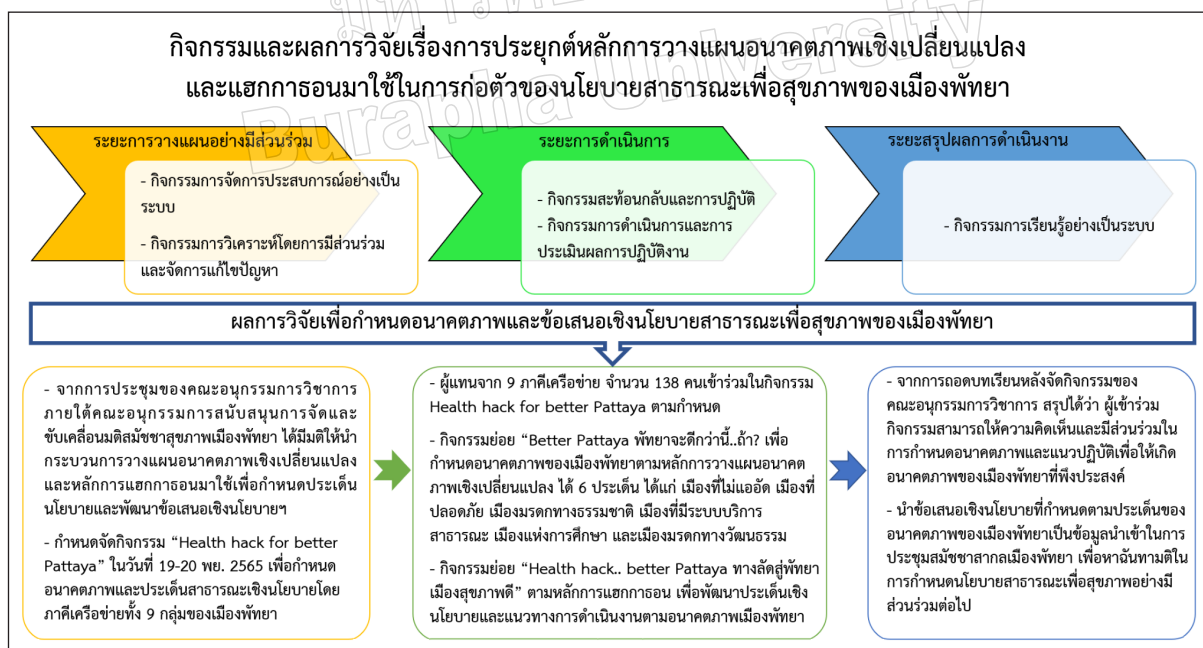 Burapha University
กิจกรรมและผลการวิจัยเรื่องการประยุกต์หลักการวางแผนอนาคตภาพเชิงเปลี่ยนแปลง
และแฮกกาธอนมาใช้ในการก่อตัวของนโยบายสาธารณะเพื่อสุขภาพของเมืองพัทยา
ระยะการวางแผนอย่างมีส่วนร่วม
- กิจกรรมการจัดการประสบการณ์อย่างเป็น
ระบบ
- กิจกรรมการวิเคราะห์โดยการมีส่วนร่วม
และจัดการแก้ไขปัญหา
ระยะการดำเนินการ
- กิจกรรมสะท้อนกลับและการปฏิบัติ
- กิจกรรมการดำเนินการและการ
ประเมินผลการปฏิบัติงาน
ระยะสรุปผลการดำเนินงาน
- กิจกรรมการเรียนรู้อย่างเป็นระบบ
ผลการวิจัยเพื่อกำหนดอนาคตภาพและข้อเสนอเชิงนโยบายสาธารณะเพื่อสุขภาพของเมืองพัทยา
- จากการประชุมของคณะอนุกรรมการวิชาการ
ภายใต้คณะอนุกรรมการสนับสนุนการจัดและ
ขับเคลื่อนมติสมัชชาสุขภาพเมืองพัทยา ได้มีมติให้นำ
กระบวนการวางแผนอนาคตภาพเชิงเปลี่ยนแปลง
และหลักการแฮกกาธอนมาใช้เพื่อกำหนดประเด็น
นโยบายและพัฒนาข้อเสนอเชิงนโยบายฯ
- กำหนดจัดกิจกรรม “Health hack for better
Pattaya” ในวันที่ 19-20 พย. 2565 เพื่อกำหนด
อนาคตภาพและประเด็นสาธารณะเชิงนโยบายโดย
ภาคีเครือข่ายทั้ง 9 กลุ่มของเมืองพัทยา
- ผู้แทนจาก 9 ภาคีเครือข่าย จำนวน 138 คนเข้าร่วมในกิจกรรม
Health hack for better Pattaya ตามกำหนด
- กิจกรรมย่อย “Better Pattaya พัทยาจะดีกว่านี้..ถ้า? เพื่อ
กำหนดอนาคตภาพของเมืองพัทยาตามหลักการวางแผนอนาคต
ภาพเชิงเปลี่ยนแปลง ได้ 6 ประเด็น ได้แก่ เมืองที่ไม่แออัด เมืองที่
ปลอดภัย เมืองมรดกทางธรรมชาติ เมืองที่มีระบบบริการ
สาธารณะ เมืองแห่งการศึกษา และเมืองมรดกทางวัฒนธรรม
- กิจกรรมย่อย “Health hack.. better Pattaya ทางลัดสู่พัทยา
เมืองสุขภาพดี” ตามหลักการแฮกกาธอน เพื่อพัฒนาประเด็นเชิง
นโยบายและแนวทางการดำเนินงานตามอนาคตภาพเมืองพัทยา
- จากการถอดบทเรียนหลังจัดกิจกรรมของ
คณะอนุกรรมการวิชาการ สรุปได้ว่า ผู้เข้าร่วม
กิจกรรมสามารถให้ความคิดเห็นและมีส่วนร่วมใน
การกำหนดอนาคตภาพและแนวปฏิบัติเพื่อให้เกิด
อนาคตภาพของเมืองพัทยาที่พึงประสงค์
- นำข้อเสนอเชิงนโยบายที่กำหนดตามประเด็นของ
อนาคตภาพของเมืองพัทยาเป็นข้อมูลนำเข้าในการ
ประชุมสมัชชาสากลเมืองพัทยา เพื่อหาฉันทามติใน
การกำหนดนโยบายสาธารณะเพื่อสุขภาพอย่างมี
ส่วนร่วมต่อไป